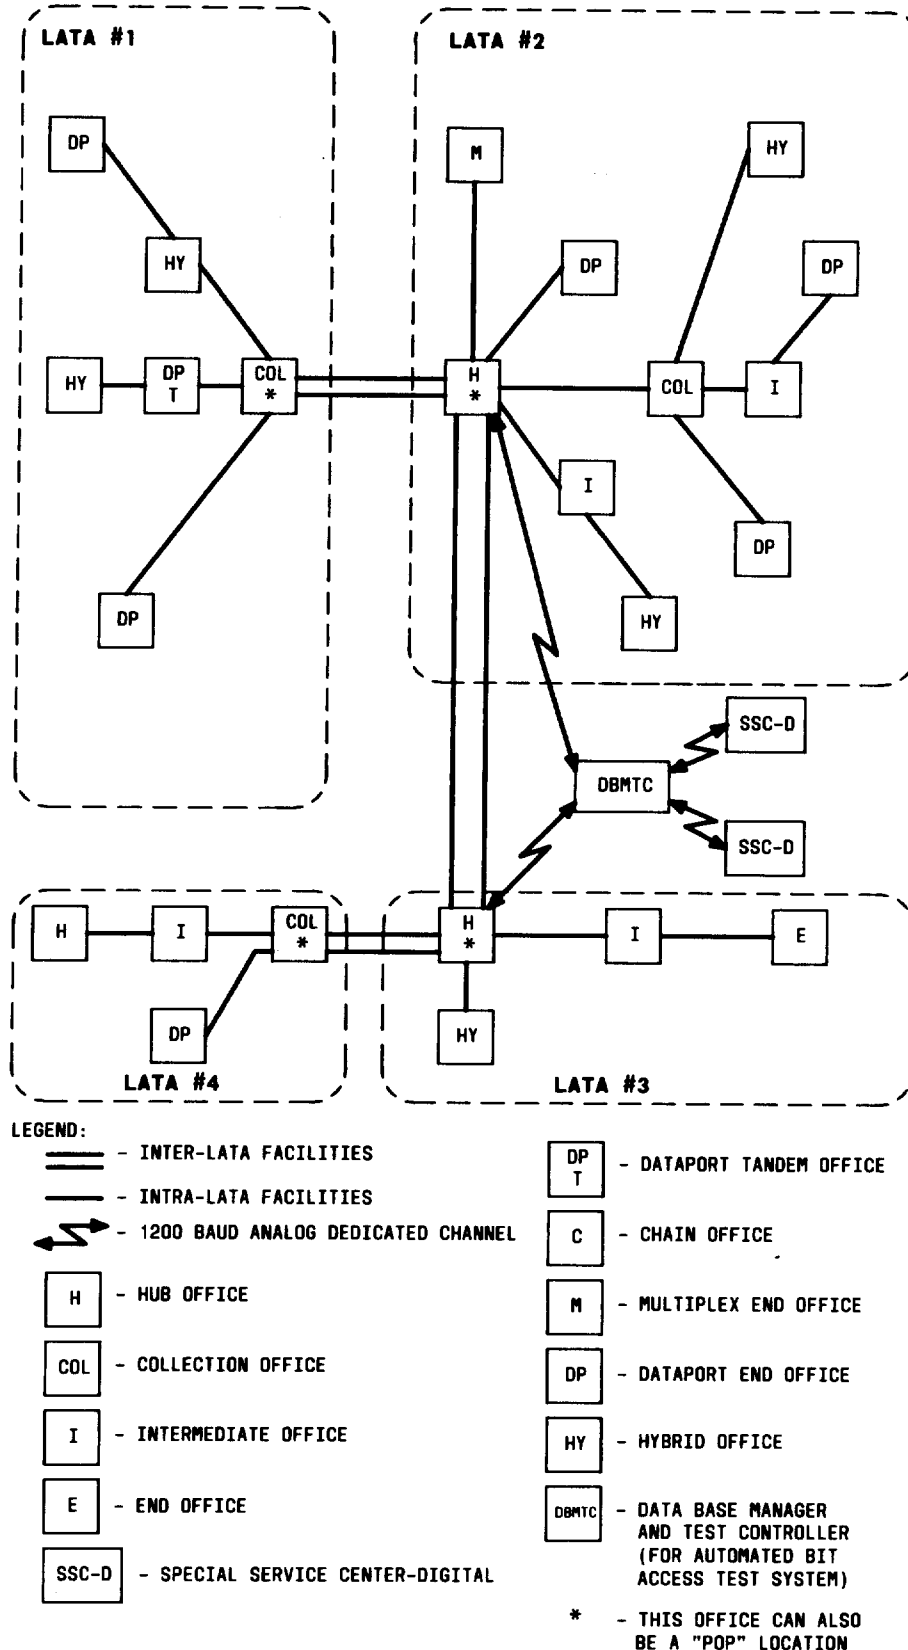 LATA #1
LATA #2
DP
M
HY
HY
DP
DP
HY
DP
T
COL
*
H
*
COL
I
I
DP
DP
HY
SSC-D
DBMTC
SSC-D
H
I
COL
*
H
*
I
E
DP
HY
LATA #4
LATA #3
LEGEND:
- INTER-LATA FACILITIES
- INTRA-LATA FACILITIES
- 1200 BAUD ANALOG DEDICATED CHANNEL
H - HUB OFFICE
COL - COLLECTION OFFICE
I - INTERMEDIATE OFFICE
E - END OFFICE
SSC-D - SPECIAL SERVICE CENTER-DIGITAL
DP
T - DATAPORT TANDEM OFFICE
C - CHAIN OFFICE
M - MULTIPLEX END OFFICE
DP - DATAPORT END OFFICE
HY - HYBRID OFFICE
DBMTC - DATA BASE MANAGER
AND TEST CONTROLLER
(FOR AUTOMATED BIT
ACCESS TEST SYSTEM)
* - THIS OFFICE CAN ALSO
BE A "POP" LOCATION